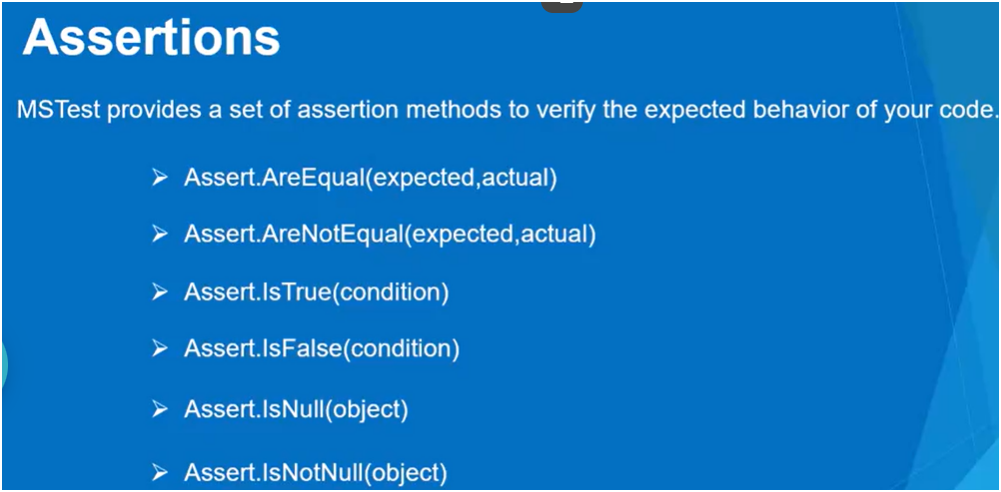 Assertions
MSTest provides a set of assertion methods to verify the expected behavior of your code.
➢ Assert.AreEqual(expected,actual)
➢ Assert.AreNotEqual(expected,actual)
➢ Assert.IsTrue(condition)
➢ Assert.IsFalse(condition)
➢ Assert.IsNull(object)
➢ Assert.IsNotNull(object)